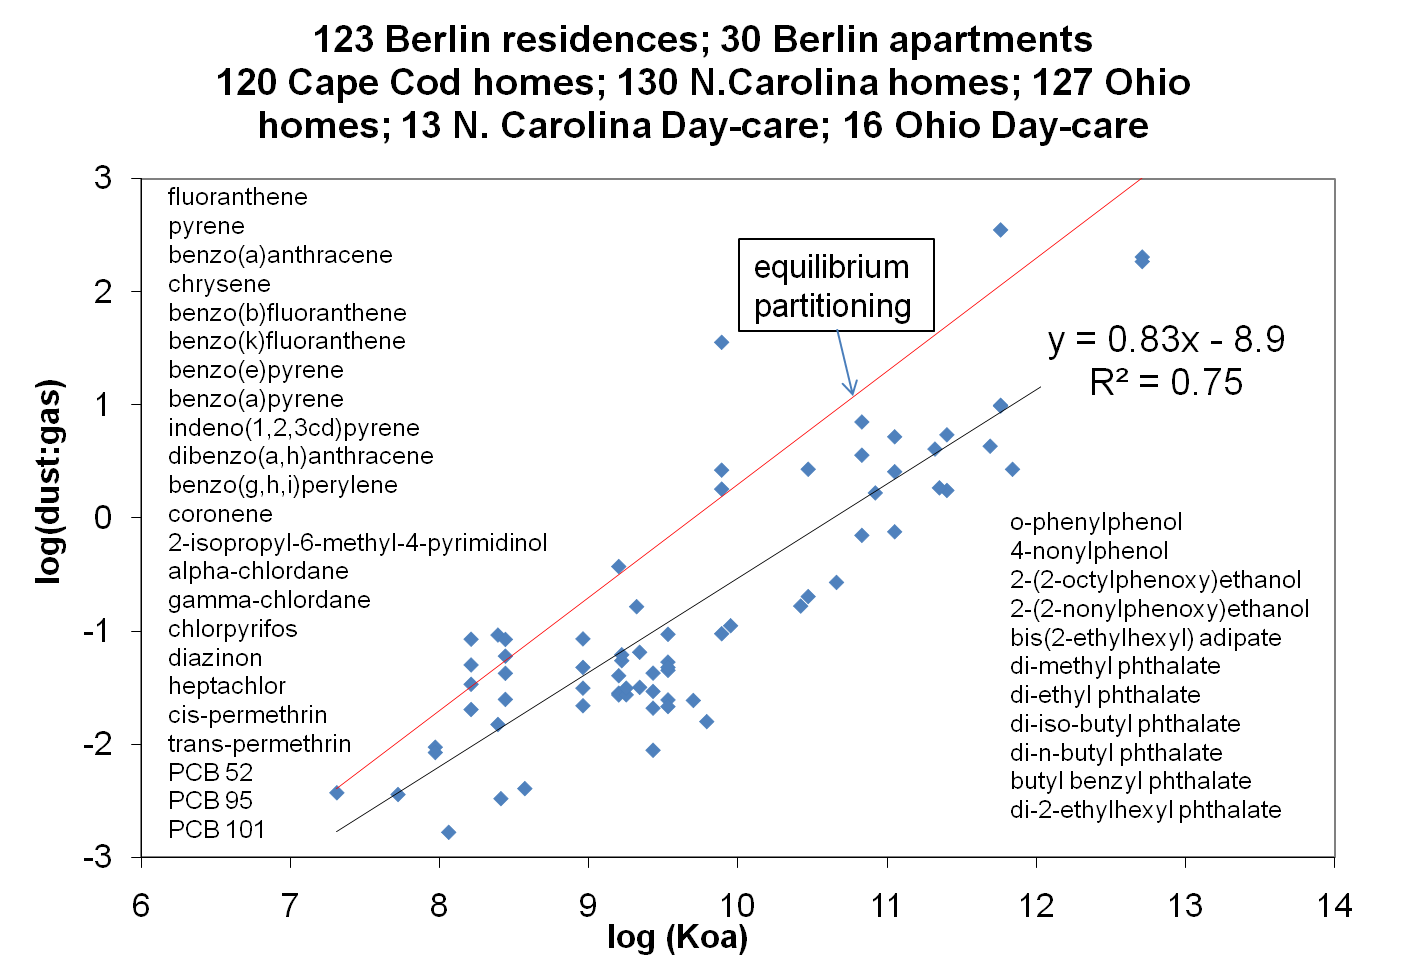 123 Berlin residences; 30 Berlin apartments
120 Cape Cod homes; 130 N.Carolina homes; 127 Ohio
homes; 13 N. Carolina Day-care; 16 Ohio Day-care
3
2
1
0
-1
-2
-3
log(dust:gas)
fluoranthene
pyrene
benzo(a)anthracene
chrysene
benzo(b)fluoranthene
benzo(k)fluoranthene
benzo(e)pyrene
benzo(a)pyrene
indeno(1,2,3cd)pyrene
dibenzo(a,h)anthracene
benzo(g,h,i)perylene
coronene
2-isopropyl-6-methyl-4-pyrimidinol
alpha-chlordane
gamma-chlordane
chlorpyrifos
diazinon
heptachlor
cis-permethrin
trans-permethrin
PCB 52
PCB 95
PCB 101
equilibrium
partitioning
y = 0.83x - 8.9
R² = 0.75
o-phenylphenol
4-nonylphenol
2-(2-octylphenoxy)ethanol
2-(2-nonylphenoxy)ethanol
bis(2-ethylhexyl) adipate
di-methyl phthalate
di-ethyl phthalate
di-iso-butyl phthalate
di-n-butyl phthalate
butyl benzyl phthalate
di-2-ethylhexyl phthalate
6 7 8 9 10 11 12 13 14
log (Koa)